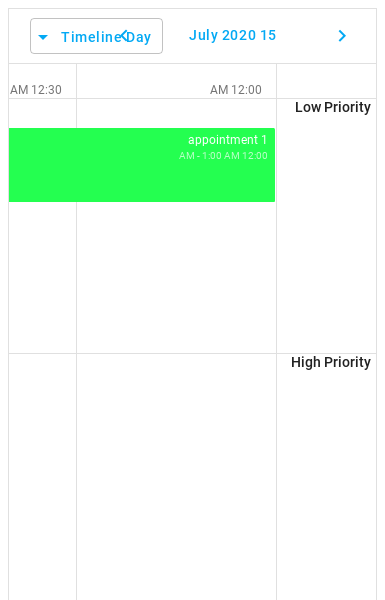 Timeline Day
July 2020 15
AM 12:30
AM 12:00
Low Priority
appointment 1
AM - 1:00 AM 12:00
High Priority